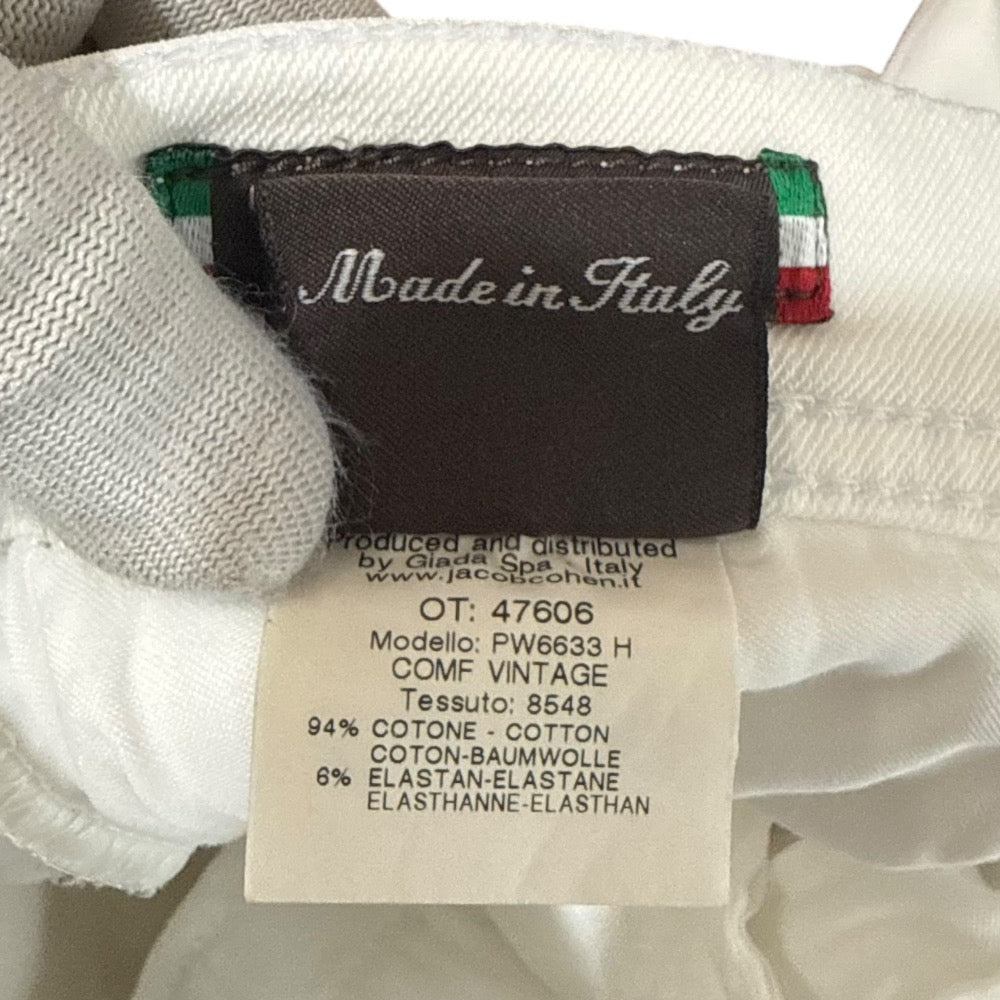 Made in Italy
Produced and distributed
by Giada Spa - Italy
www.jacobcohen.it
OT: 47606
Modello: PW6633 H
COMF VINTAGE
Tessuto: 8548
94% COTONE - COTTON
COTON-BAUMWOLLE
6% ELASTAN-ELASTANE
ELASTHANNE-ELASTHAN